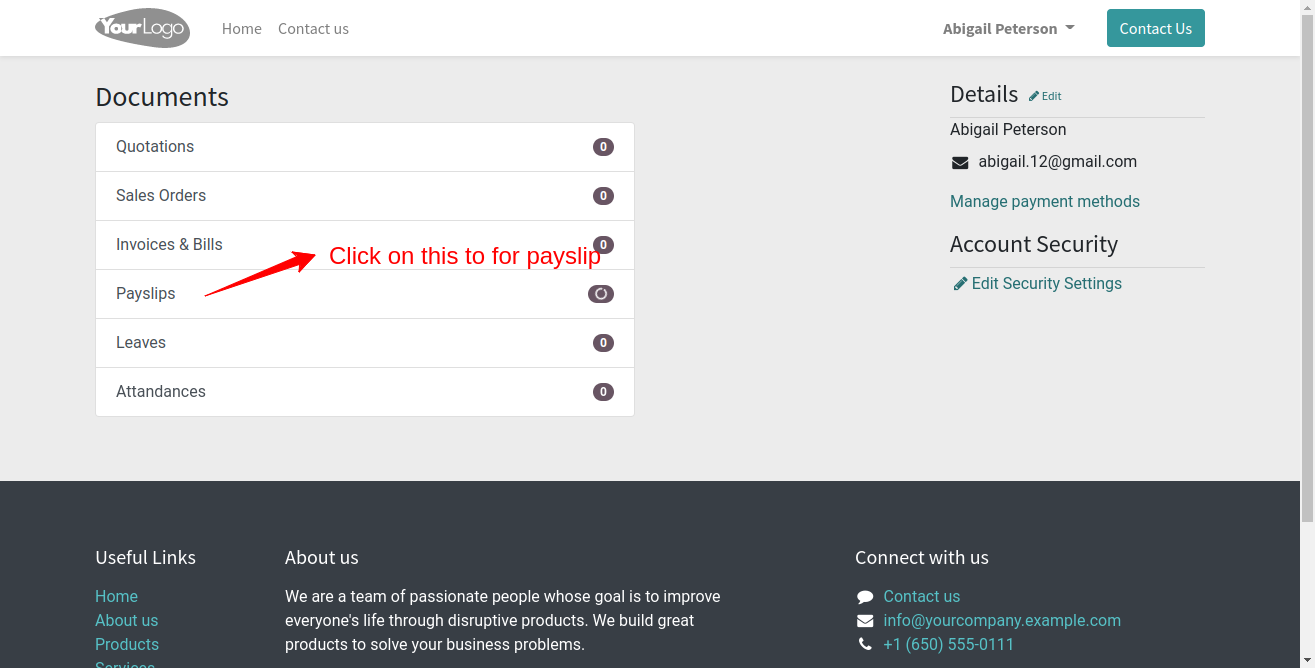 YourLogo
Home
Contact us
Abigail Peterson
Contact Us
Documents
Quotations 0
Sales Orders 0
Invoices & Bills 0
Click on this to for payslip
Payslips
Leaves 0
Attandances 0
Details
Edit
Abigail Peterson
abigail.12@gmail.com
Manage payment methods
Account Security
Edit Security Settings
Useful Links
Home
About us
Products
Services
About us
We are a team of passionate people whose goal is to improve
everyone's life through disruptive products. We build great
products to solve your business problems.
Connect with us
Contact us
info@yourcompany.example.com
+1 (650) 555-0111